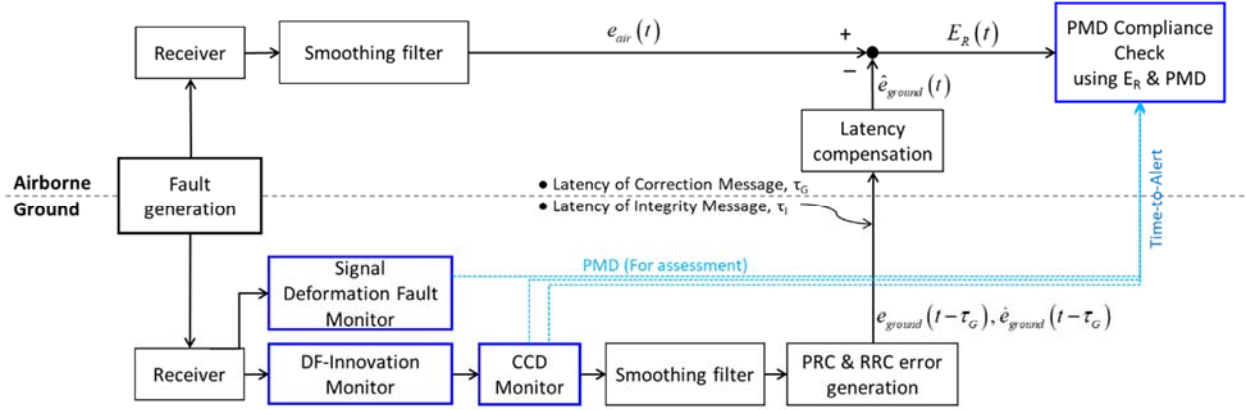 Receiver
Smoothing filter
e_air(t)
+
−
E_R(t)
PMD Compliance
Check
using E_R & PMD
ê_ground(t)
Latency
compensation
Airborne
Ground
Fault
generation
● Latency of Correction Message, τ_G
● Latency of Integrity Message, τ_I
Time-to-Alert
Signal
Deformation Fault
Monitor
PMD (For assessment)
e_ground(t−τ_G), ė_ground(t−τ_G)
Receiver
DF-Innovation
Monitor
CCD
Monitor
Smoothing filter
PRC & RRC error
generation